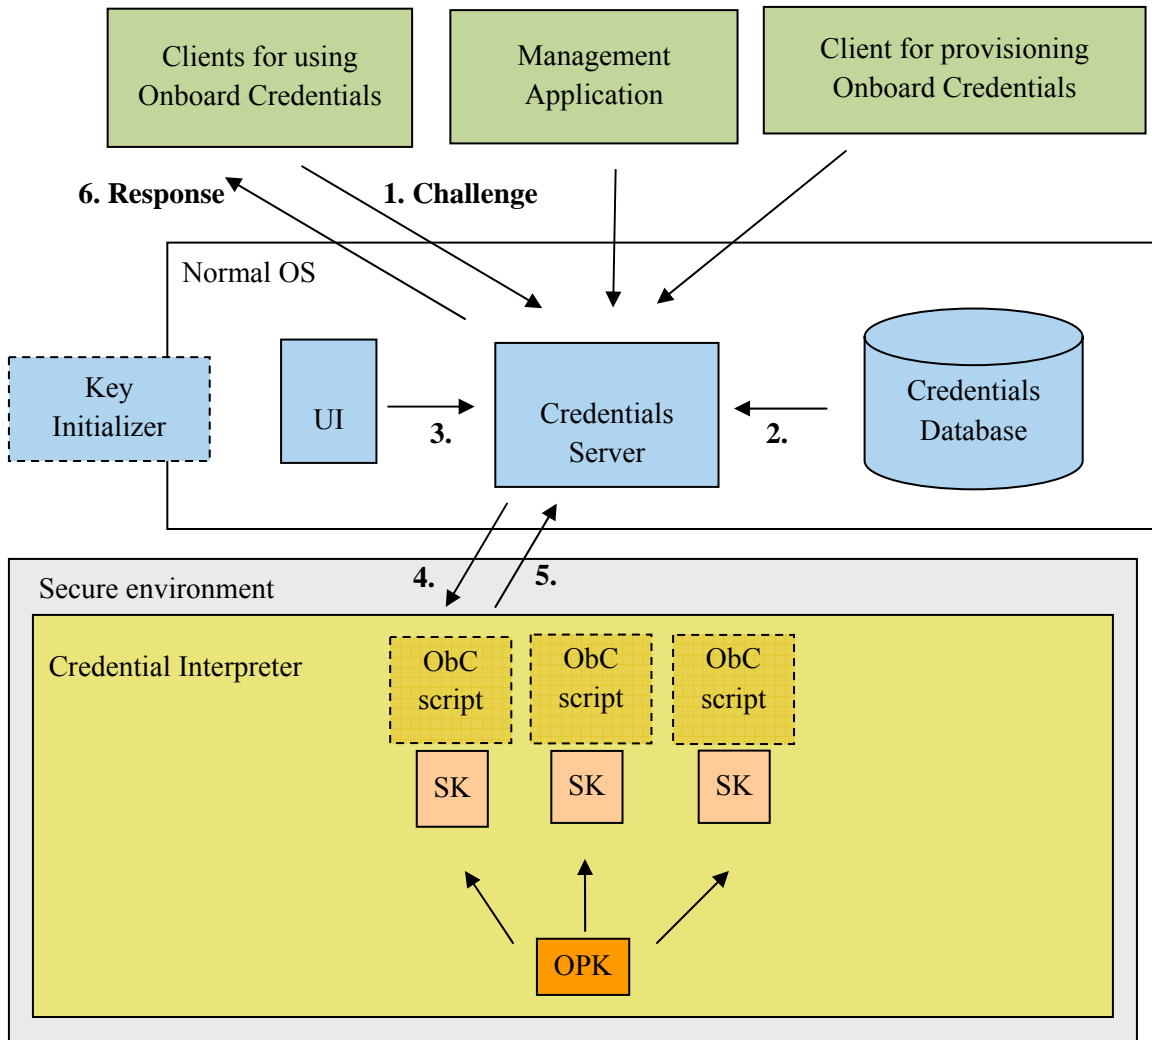 Clients for using
Onboard Credentials
Management
Application
Client for provisioning
Onboard Credentials
6. Response
1. Challenge
Normal OS
Key
Initializer
UI
3.
Credentials
Server
2.
Credentials
Database
4.
5.
Secure environment
Credential Interpreter
ObC
script
ObC
script
ObC
script
SK
SK
SK
OPK